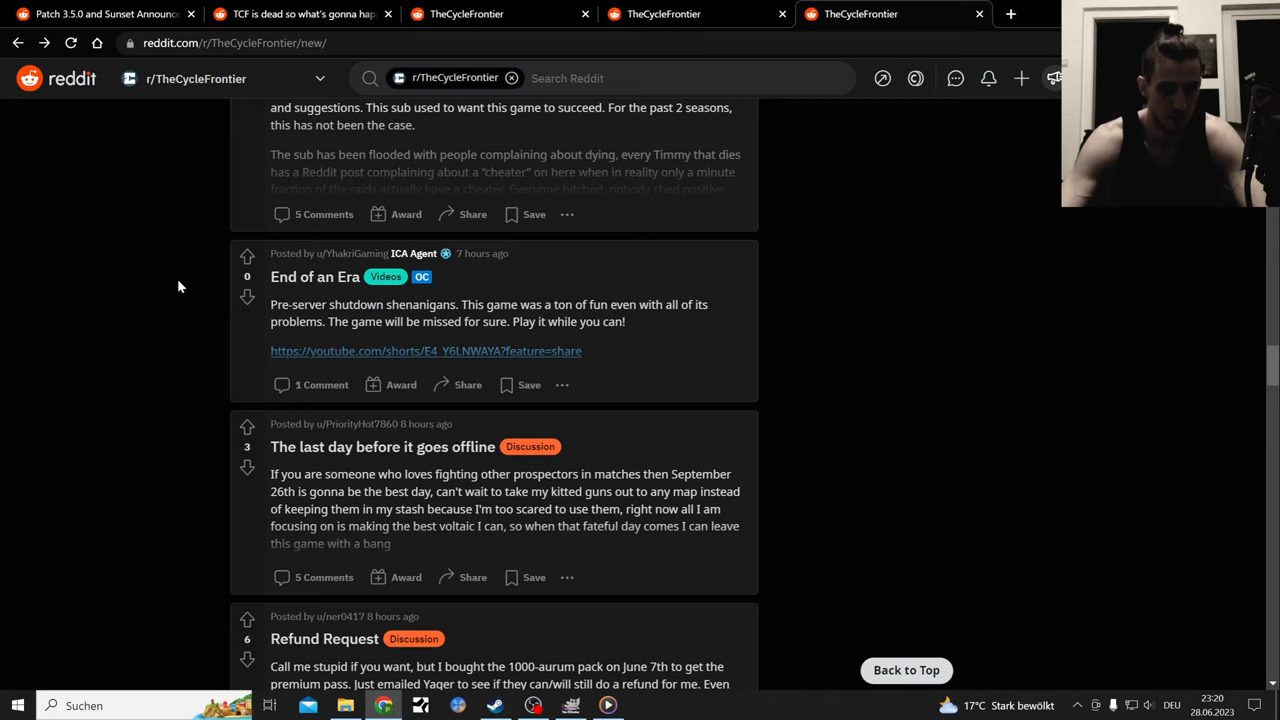 Patch 3.5.0 and Sunset Announce
TCF is dead so what's gonna hap
TheCycleFrontier
TheCycleFrontier
TheCycleFrontier
reddit.com/r/TheCycleFrontier/new/
reddit
r/TheCycleFrontier
r/TheCycleFrontier
Search Reddit
and suggestions. This sub used to want this game to succeed. For the past 2 seasons,
this has not been the case.
The sub has been flooded with people complaining about dying, every Timmy that dies
has a Reddit post complaining about a “cheater” on here when in reality only a minute
fraction of the raids actually have a cheater. Everyone bitched, nobody shed positive
5 Comments Award Share Save
Posted by u/YhakriGaming ICA Agent 7 hours ago
0
End of an Era Videos OC
Pre-server shutdown shenanigans. This game was a ton of fun even with all of its
problems. The game will be missed for sure. Play it while you can!
https://youtube.com/shorts/E4_Y6LNWAYA?feature=share
1 Comment Award Share Save
Posted by u/PriorityHot7860 8 hours ago
3
The last day before it goes offline Discussion
If you are someone who loves fighting other prospectors in matches then September
26th is gonna be the best day, can't wait to take my kitted guns out to any map instead
of keeping them in my stash because I'm too scared to use them, right now all I am
focusing on is making the best voltaic I can, so when that fateful day comes I can leave
this game with a bang
5 Comments Award Share Save
Posted by u/ner0417 8 hours ago
6
Refund Request Discussion
Call me stupid if you want, but I bought the 1000-aurum pack on June 7th to get the
premium pass. Just emailed Yager to see if they can/will still do a refund for me. Even
Back to Top
Suchen
17°C Stark bewölkt
DEU
23:20
28.06.2023